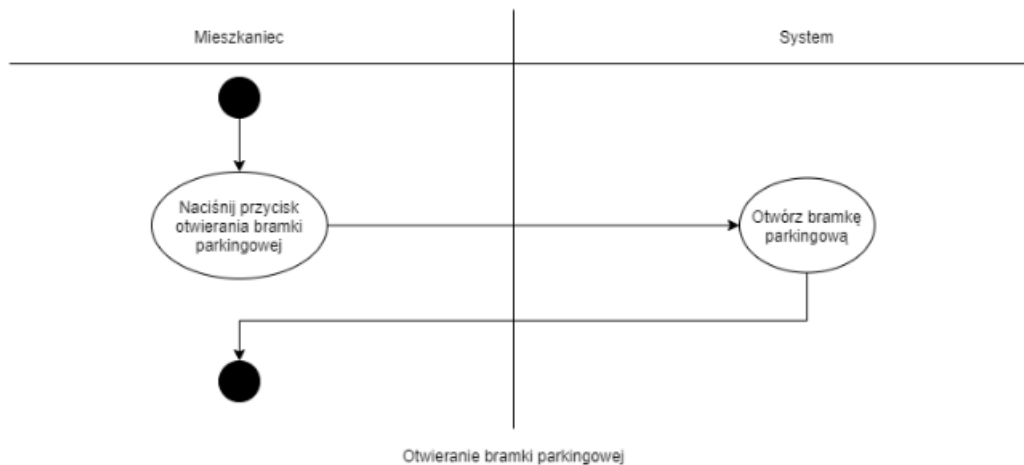 Mieszkaniec
System
Naciśnij przycisk
otwierania bramki
parkingowej
Otwórz bramkę
parkingową
Otwieranie bramki parkingowej